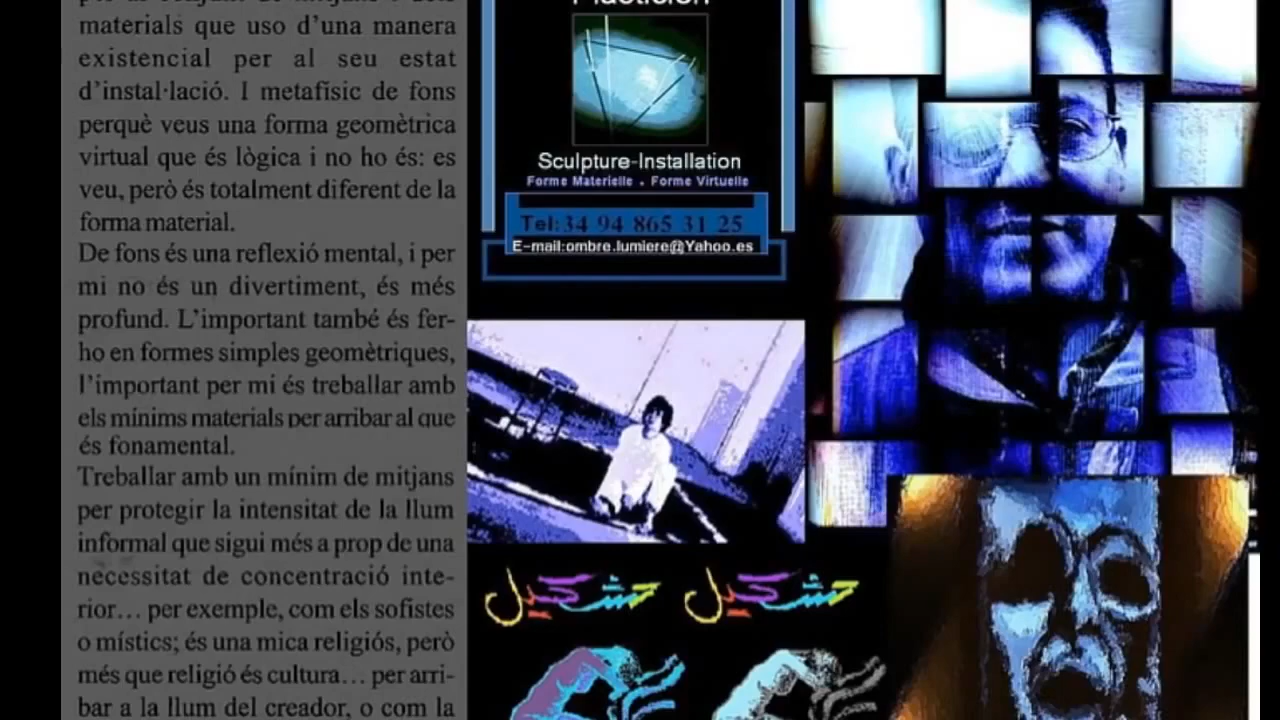 materials que uso d'una manera
existencial per al seu estat
d'instal·lació. I metafísic de fons
perquè veus una forma geomètrica
virtual que és lògica i no ho és: es
veu, però és totalment diferent de la
forma material.
De fons és una reflexió mental, i per
mi no és un divertiment, és més
profund. L'important també és fer-
ho en formes simples geomètriques,
l'important per mi és treballar amb
els mínims materials per arribar al que
és fonamental.
Treballar amb un mínim de mitjans
per protegir la intensitat de la llum
informal que sigui més a prop de una
necessitat de concentració inte-
rior... per exemple, com els sofistes
o místics; és una mica religiós, però
més que religió és cultura... per arri-
bar a la llum del creador, o com la
Sculpture-Installation
Forme Materielle . Forme Virtuelle
Tel:34 94 865 31 25
E-mail:ombre.lumiere@Yahoo.es